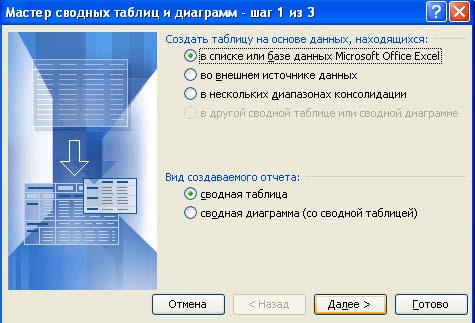 Мастер сводных таблиц и диаграмм - шаг 1 из 3
Создать таблицу на основе данных, находящихся:
в списке или базе данных Microsoft Office Excel
во внешнем источнике данных
в нескольких диапазонах консолидации
в другой сводной таблице или сводной диаграмме
Вид создаваемого отчета:
сводная таблица
сводная диаграмма (со сводной таблицей)
Отмена < Назад Далее > Готово